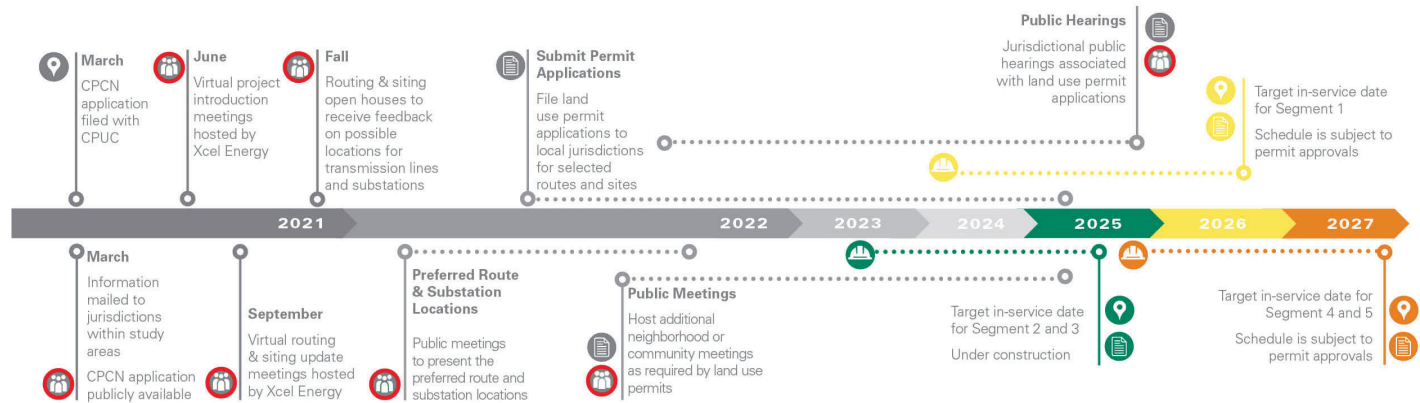 March
CPCN
application
filed with
CPUC
June
Virtual project
introduction
meetings
hosted by
Xcel Energy
Fall
Routing & siting
open houses to
receive feedback
on possible
locations for
transmission lines
and substations
Submit Permit
Applications
File land
use permit
applications to
local jurisdictions
for selected
routes and sites
Public Hearings
Jurisdictional public
hearings associated
with land use permit
applications
Target in-service date
for Segment 1
Schedule is subject to
permit approvals
2021
2022
2023
2024
2025
2026
2027
March
Information
mailed to
jurisdictions
within study
areas
CPCN application
publicly available
September
Virtual routing
& siting update
meetings hosted
by Xcel Energy
Preferred Route
& Substation
Locations
Public meetings
to present the
preferred route and
substation locations
Public Meetings
Host additional
neighborhood or
community meetings
as required by land use
permits
Target in-service date
for Segment 2 and 3
Under construction
Target in-service date for
Segment 4 and 5
Schedule is subject to
permit approvals